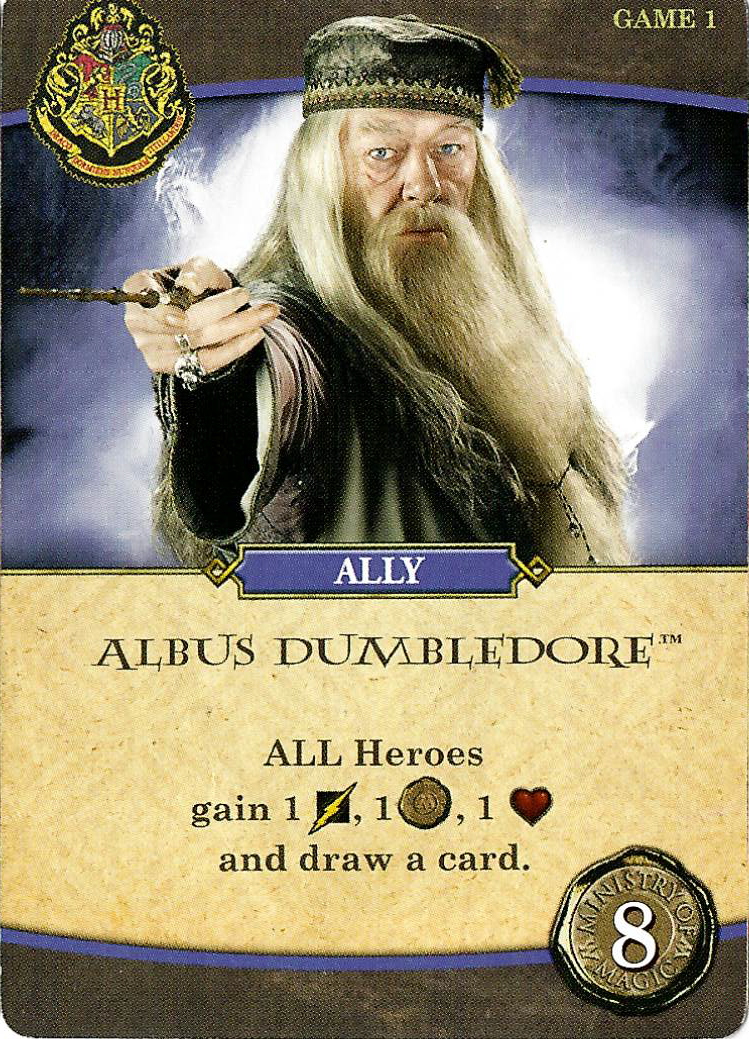 GAME 1
ALLY
ALBUS DUMBLEDORE™
ALL Heroes
gain 1 , 1 , 1
and draw a card.
MINISTRY OF MAGIC
8